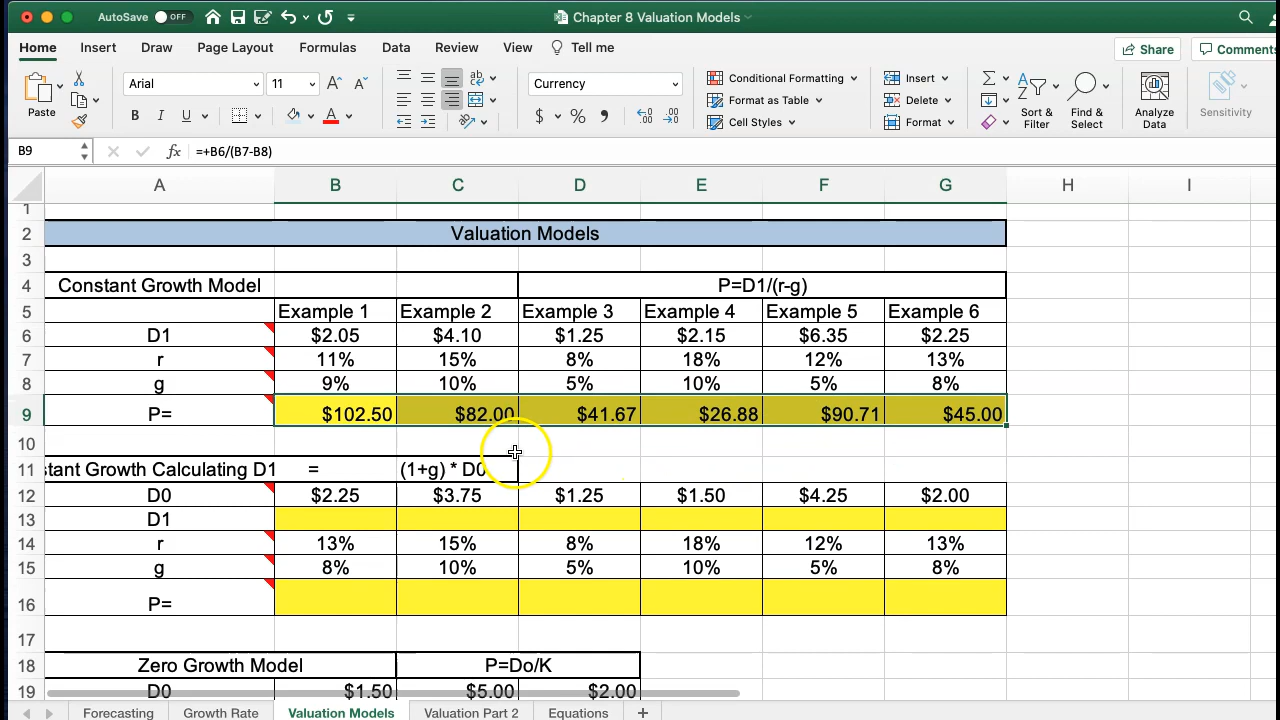 AutoSave OFF Chapter 8 Valuation Models
Home Insert Draw Page Layout Formulas Data Review View Tell me Share Comments
Paste Arial 11 A^ A^ Currency Conditional Formatting Insert
Format as Table Delete
B I U A $ % , Cell Styles Format Sort & Filter Find & Select Analyze Data Sensitivity
B9 fx =+B6/(B7-B8)
A B C D E F G H I
1
2 Valuation Models
3
4 Constant Growth Model P=D1/(r-g)
5 Example 1 Example 2 Example 3 Example 4 Example 5 Example 6
6 D1 $2.05 $4.10 $1.25 $2.15 $6.35 $2.25
7 r 11% 15% 8% 18% 12% 13%
8 g 9% 10% 5% 10% 5% 8%
9 P= $102.50 $82.00 $41.67 $26.88 $90.71 $45.00
10
11 stant Growth Calculating D1 = (1+g) * D0
12 D0 $2.25 $3.75 $1.25 $1.50 $4.25 $2.00
13 D1
14 r 13% 15% 8% 18% 12% 13%
15 g 8% 10% 5% 10% 5% 8%
16 P=
17
18 Zero Growth Model P=Do/K
19 D0 $1.50 $5.00 $2.00
Forecasting Growth Rate Valuation Models Valuation Part 2 Equations +